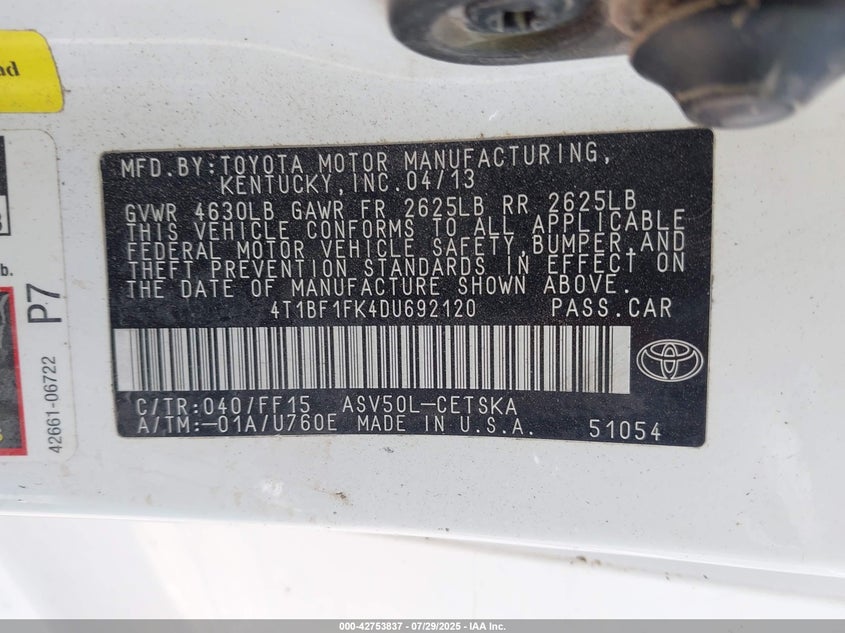 MFD.BY:TOYOTA MOTOR MANUFACTURING,
KENTUCKY,INC.04/13
GVWR 4630LB GAWR FR 2625LB RR 2625LB
THIS VEHICLE CONFORMS TO ALL APPLICABLE
FEDERAL MOTOR VEHICLE SAFETY,BUMPER,AND
THEFT PREVENTION STANDARDS IN EFFECT ON
THE DATE OF MANUFACTURE SHOWN ABOVE.
4T1BF1FK4DU692120 PASS.CAR
C/TR:040/FF15 ASV50L-CETSKA
A/TM:-01A/U760E MADE IN U.S.A. 51054
P7
42661-06722
000-42753837 - 07/29/2025 - IAA Inc.